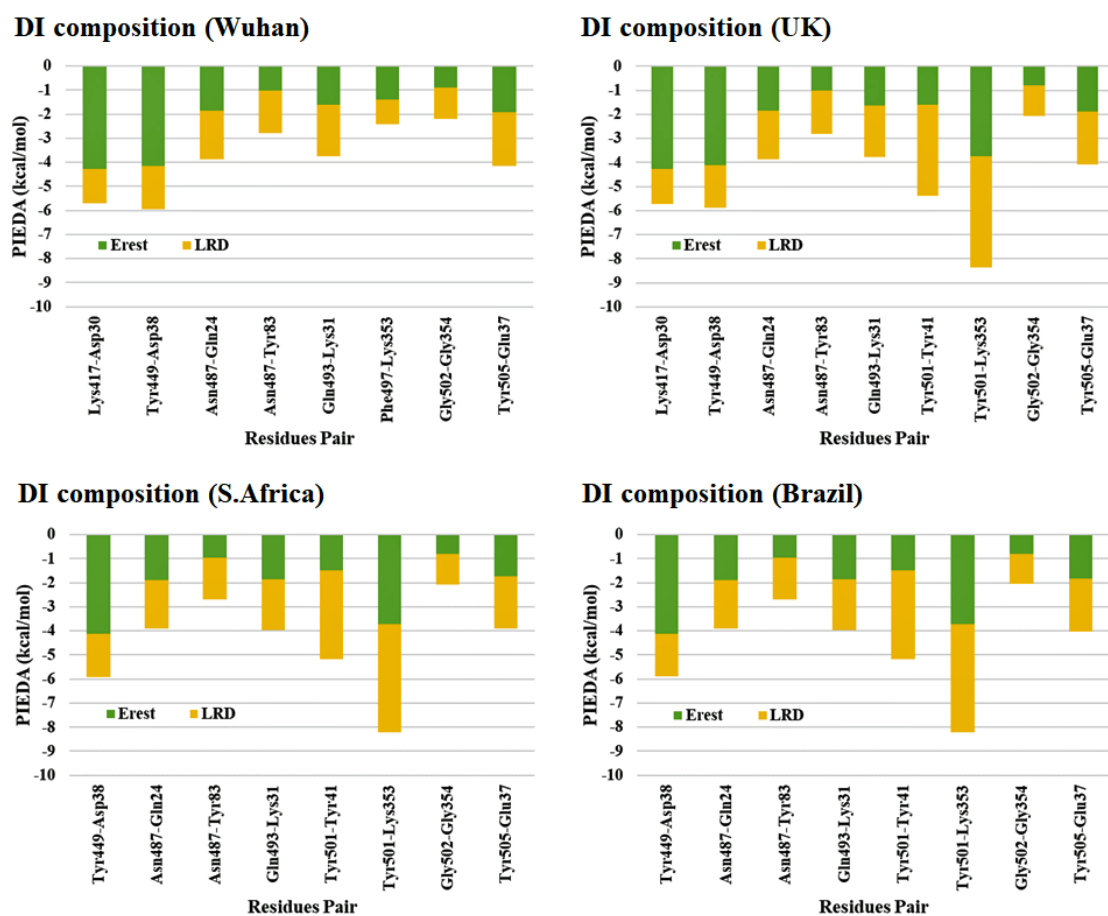 DI composition (Wuhan)
0
-1
-2
-3
-4
-5
-6
-7
-8
-9
-10
PIEDA (kcal/mol)
Erest LRD
Lys417-Asp30
Tyr449-Asp38
Asn487-Gln24
Asn487-Tyr83
Gln493-Lys31
Phe497-Lys353
Gly502-Gly354
Tyr505-Glu37
Residues Pair
DI composition (UK)
0
-1
-2
-3
-4
-5
-6
-7
-8
-9
-10
PIEDA (kcal/mol)
Erest LRD
Lys417-Asp30
Tyr449-Asp38
Asn487-Gln24
Asn487-Tyr83
Gln493-Lys31
Tyr501-Tyr41
Tyr501-Lys353
Gly502-Gly354
Tyr505-Glu37
Residues Pair
DI composition (S.Africa)
0
-1
-2
-3
-4
-5
-6
-7
-8
-9
-10
PIEDA (kcal/mol)
Erest LRD
Tyr449-Asp38
Asn487-Gln24
Asn487-Tyr83
Gln493-Lys31
Tyr501-Tyr41
Tyr501-Lys353
Gly502-Gly354
Tyr505-Glu37
Residues Pair
DI composition (Brazil)
0
-1
-2
-3
-4
-5
-6
-7
-8
-9
-10
PIEDA (kcal/mol)
Erest LRD
Tyr449-Asp38
Asn487-Gln24
Asn487-Tyr83
Gln493-Lys31
Tyr501-Tyr41
Tyr501-Lys353
Gly502-Gly354
Tyr505-Glu37
Residues Pair